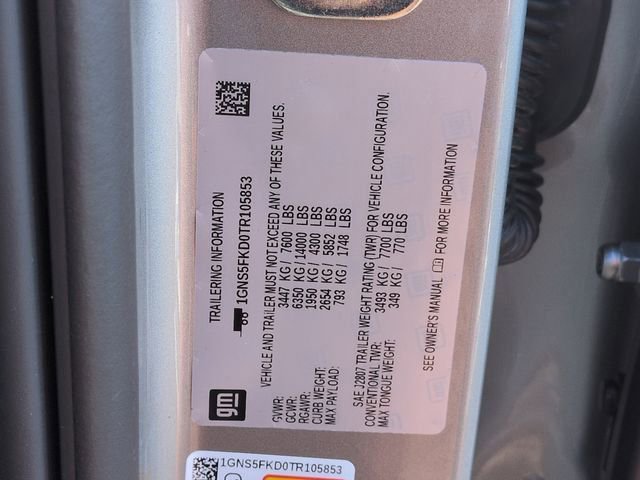 TRAILERING INFORMATION
1GNS5FKD0TR105853
VEHICLE AND TRAILER MUST NOT EXCEED ANY OF THESE VALUES.
GVWR: 3447 KG / 7600 LBS
GCWR: 6350 KG / 14000 LBS
RGAWR: 1950 KG / 4300 LBS
CURB WEIGHT: 2654 KG / 5852 LBS
MAX PAYLOAD: 793 KG / 1748 LBS
SAE J2807 TRAILER WEIGHT RATING (TWR) FOR VEHICLE CONFIGURATION.
CONVENTIONAL TWR: 3493 KG / 7700 LBS
MAX TONGUE WEIGHT: 349 KG / 770 LBS
SEE OWNER'S MANUAL FOR MORE INFORMATION
gm
1GNS5FKD0TR105853